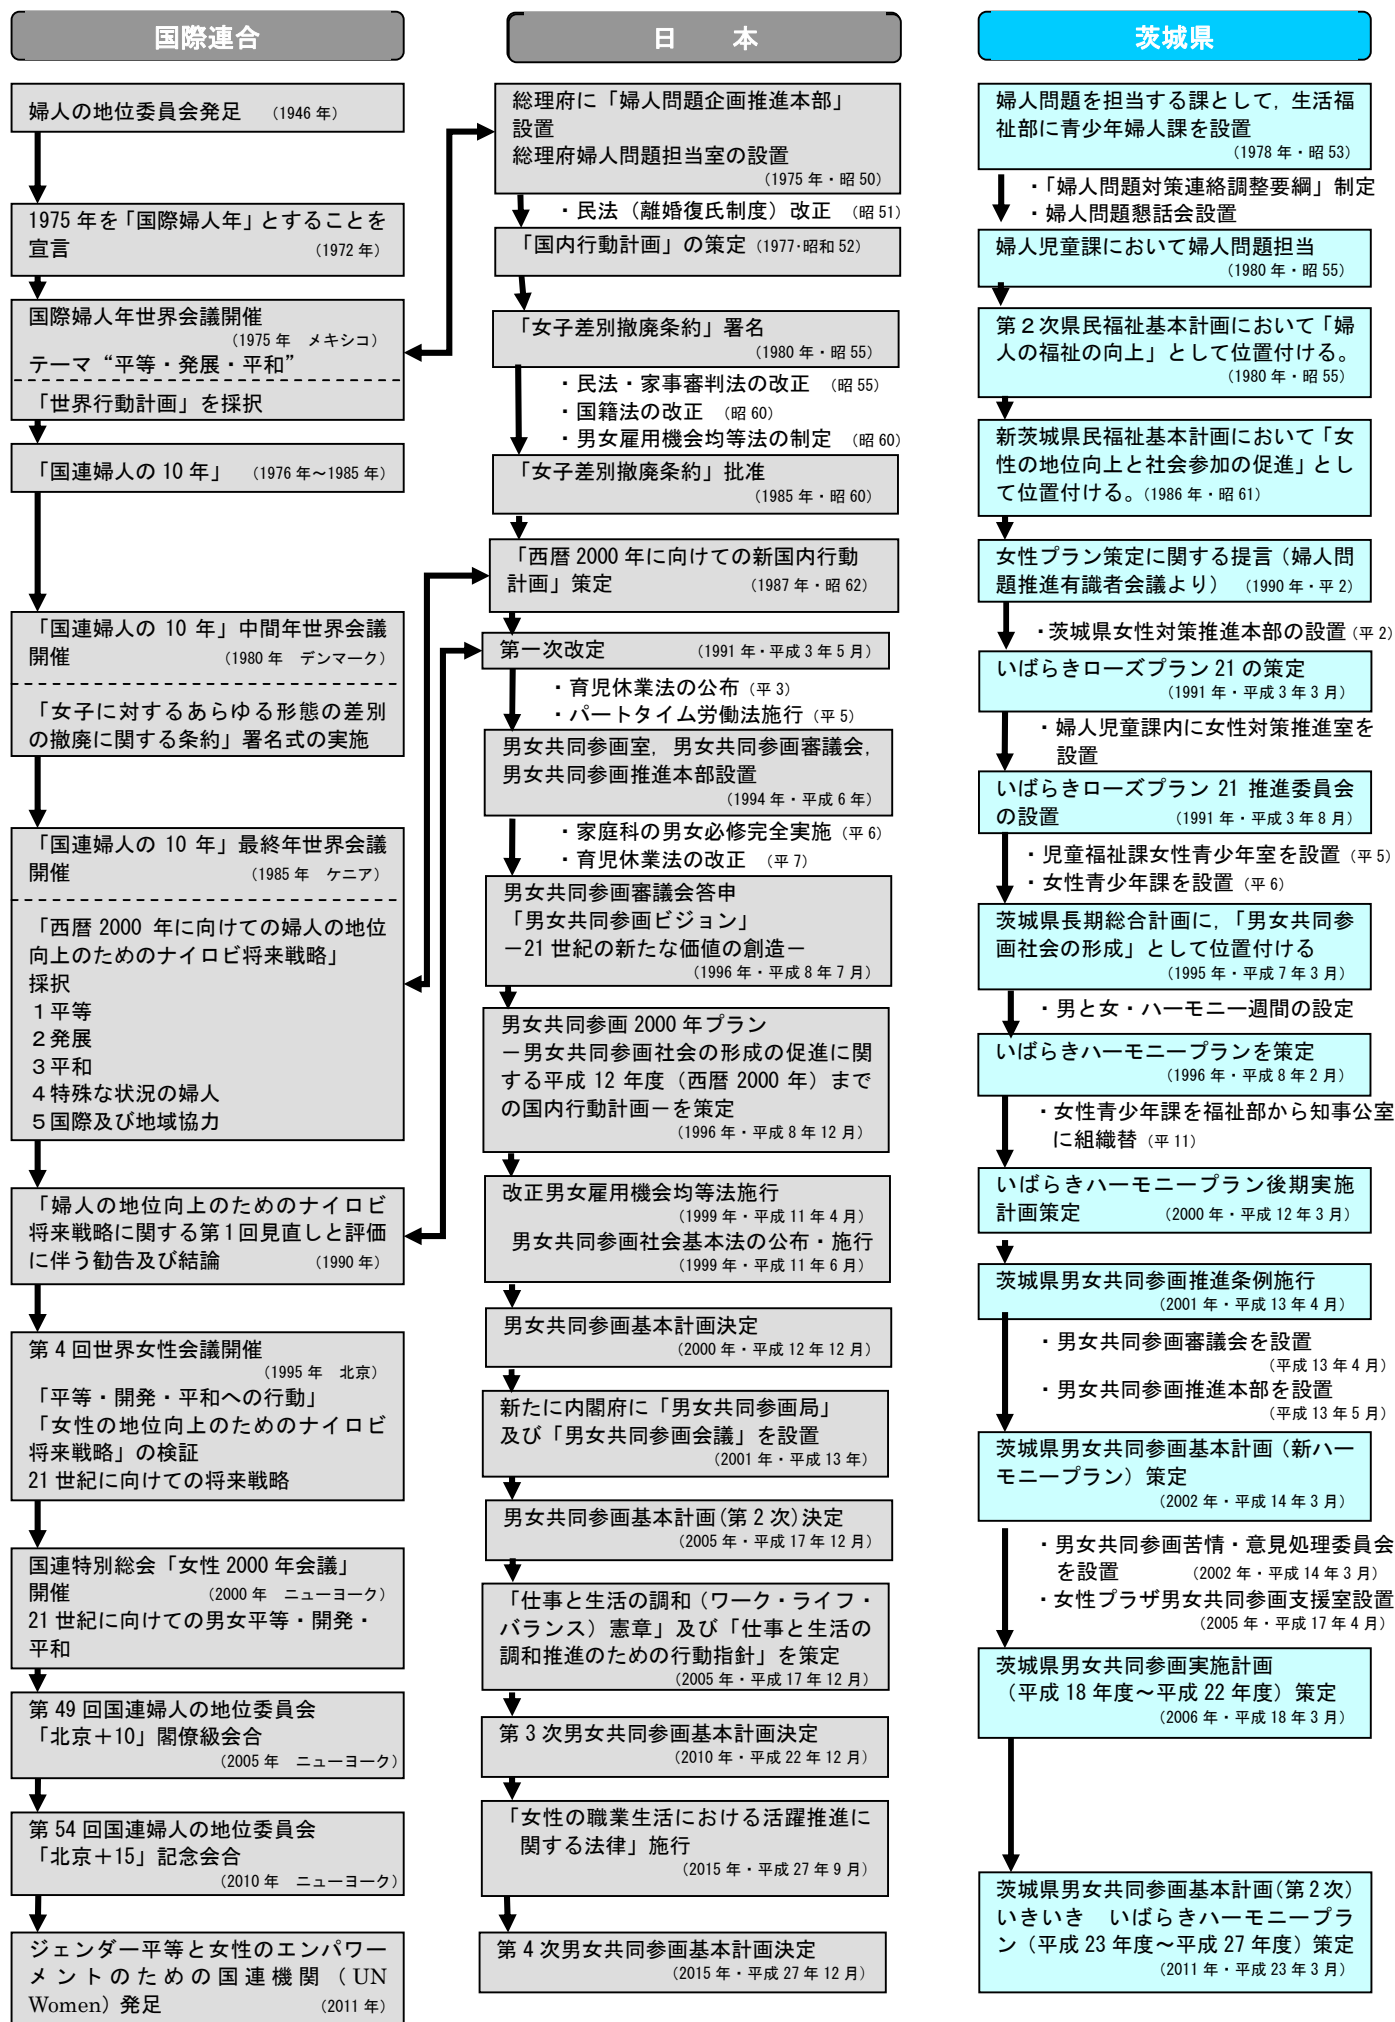 国際連合
婦人の地位委員会発足 （1946 年）
1975 年を「国際婦人年」とすることを
宣言 （1972 年）
国際婦人年世界会議開催
（1975 年　メキシコ）
テーマ“平等・発展・平和”
「世界行動計画」を採択
「国連婦人の 10 年」 （1976 年～1985 年）
「国連婦人の 10 年」中間年世界会議
開催 （1980 年　デンマーク）
「女子に対するあらゆる形態の差別
の撤廃に関する条約」署名式の実施
「国連婦人の 10 年」最終年世界会議
開催 （1985 年　ケニア）
「西暦 2000 年に向けての婦人の地位
向上のためのナイロビ将来戦略」
採択
１平等
２発展
３平和
４特殊な状況の婦人
５国際及び地域協力
「婦人の地位向上のためのナイロビ
将来戦略に関する第１回見直しと評価
に伴う勧告及び結論 （1990 年）
第 4 回世界女性会議開催
（1995 年　北京）
「平等・開発・平和への行動」
「女性の地位向上のためのナイロビ
将来戦略」の検証
21 世紀に向けての将来戦略
国連特別総会「女性 2000 年会議」
開催 （2000 年　ニューヨーク）
21 世紀に向けての男女平等・開発・
平和
第 49 回国連婦人の地位委員会
「北京＋10」閣僚級会合
（2005 年　ニューヨーク）
第 54 回国連婦人の地位委員会
「北京＋15」記念会合
（2010 年　ニューヨーク）
ジェンダー平等と女性のエンパワー
メントのための国連機関（UN
Women）発足 （2011 年）
日　本
総理府に「婦人問題企画推進本部」
設置
総理府婦人問題担当室の設置
（1975 年・昭 50）
・民法（離婚復氏制度）改正 （昭 51）
「国内行動計画」の策定（1977・昭和 52）
「女子差別撤廃条約」署名
（1980 年・昭 55）
・民法・家事審判法の改正 （昭 55）
・国籍法の改正 （昭 60）
・男女雇用機会均等法の制定 （昭 60）
「女子差別撤廃条約」批准
（1985 年・昭 60）
「西暦 2000 年に向けての新国内行動
計画」策定 （1987 年・昭 62）
第一次改定 （1991 年・平成 3 年 5 月）
・育児休業法の公布（平 3）
・パートタイム労働法施行（平 5）
男女共同参画室，男女共同参画審議会，
男女共同参画推進本部設置
（1994 年・平成 6 年）
・家庭科の男女必修完全実施（平 6）
・育児休業法の改正 （平 7）
男女共同参画審議会答申
「男女共同参画ビジョン」
－21 世紀の新たな価値の創造－
（1996 年・平成 8 年 7 月）
男女共同参画 2000 年プラン
－男女共同参画社会の形成の促進に関
する平成 12 年度（西暦 2000 年）まで
の国内行動計画－を策定
（1996 年・平成 8 年 12 月）
改正男女雇用機会均等法施行
（1999 年・平成 11 年 4 月）
男女共同参画社会基本法の公布・施行
（1999 年・平成 11 年 6 月）
男女共同参画基本計画決定
（2000 年・平成 12 年 12 月）
新たに内閣府に「男女共同参画局」
及び「男女共同参画会議」を設置
（2001 年・平成 13 年）
男女共同参画基本計画（第 2 次）決定
（2005 年・平成 17 年 12 月）
「仕事と生活の調和（ワーク・ライフ・
バランス）憲章」及び「仕事と生活の
調和推進のための行動指針」を策定
（2005 年・平成 17 年 12 月）
第 3 次男女共同参画基本計画決定
（2010 年・平成 22 年 12 月）
「女性の職業生活における活躍推進に
関する法律」施行
（2015 年・平成 27 年 9 月）
第 4 次男女共同参画基本計画決定
（2015 年・平成 27 年 12 月）
茨城県
婦人問題を担当する課として，生活福
祉部に青少年婦人課を設置
（1978 年・昭 53）
・「婦人問題対策連絡調整要綱」制定
・婦人問題懇話会設置
婦人児童課において婦人問題担当
（1980 年・昭 55）
第２次県民福祉基本計画において「婦
人の福祉の向上」として位置付ける。
（1980 年・昭 55）
新茨城県民福祉基本計画において「女
性の地位向上と社会参加の促進」とし
て位置付ける。（1986 年・昭 61）
女性プラン策定に関する提言（婦人問
題推進有識者会議より） （1990 年・平 2）
・茨城県女性対策推進本部の設置（平 2）
いばらきローズプラン 21 の策定
（1991 年・平成 3 年 3 月）
・婦人児童課内に女性対策推進室を
設置
いばらきローズプラン 21 推進委員会
の設置 （1991 年・平成 3 年 8 月）
・児童福祉課女性青少年室を設置（平 5）
・女性青少年課を設置（平 6）
茨城県長期総合計画に，「男女共同参
画社会の形成」として位置付ける
（1995 年・平成 7 年 3 月）
・男と女・ハーモニー週間の設定
いばらきハーモニープランを策定
（1996 年・平成 8 年 2 月）
・女性青少年課を福祉部から知事公室
に組織替（平 11）
いばらきハーモニープラン後期実施
計画策定 （2000 年・平成 12 年 3 月）
茨城県男女共同参画推進条例施行
（2001 年・平成 13 年 4 月）
・男女共同参画審議会を設置
（平成 13 年 4 月）
・男女共同参画推進本部を設置
（平成 13 年 5 月）
茨城県男女共同参画基本計画（新ハー
モニープラン）策定
（2002 年・平成 14 年 3 月）
・男女共同参画苦情・意見処理委員会
を設置 （2002 年・平成 14 年 3 月）
・女性プラザ男女共同参画支援室設置
（2005 年・平成 17 年 4 月）
茨城県男女共同参画実施計画
（平成 18 年度～平成 22 年度）策定
（2006 年・平成 18 年 3 月）
茨城県男女共同参画基本計画（第２次）
いきいき　いばらきハーモニープラ
ン（平成 23 年度～平成 27 年度）策定
（2011 年・平成 23 年 3 月）